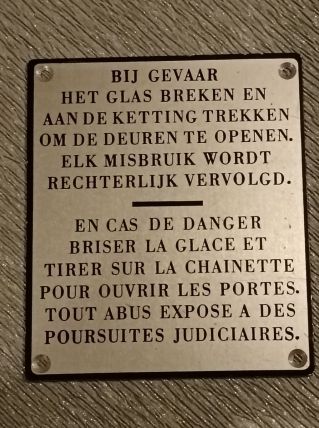 BIJ GEVAAR
HET GLAS BREKEN EN
AAN DE KETTING TREKKEN
OM DE DEUREN TE OPENEN.
ELK MISBRUIK WORDT
RECHTERLIJK VERVOLGD.
EN CAS DE DANGER
BRISER LA GLACE ET
TIRER SUR LA CHAINETTE
POUR OUVRIR LES PORTES.
TOUT ABUS EXPOSE A DES
POURSUITES JUDICIAIRES.